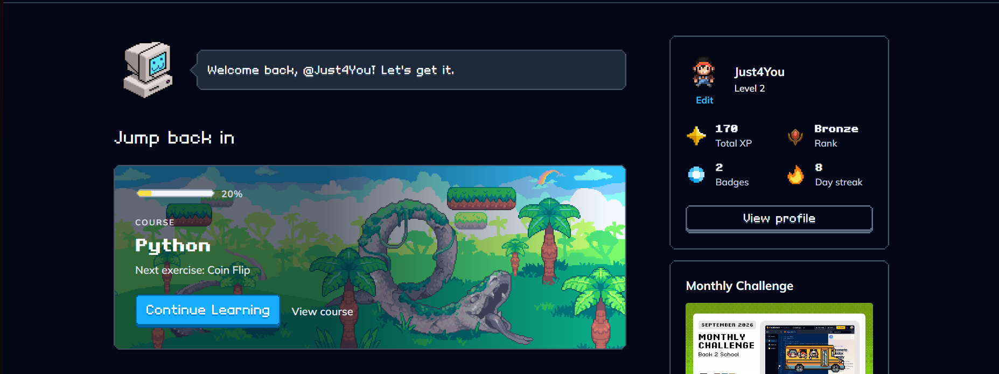 Welcome back, @Just4You! Let's get it.
Jump back in
20%
COURSE
Python
Next exercise: Coin Flip
Continue Learning
View course
Just4You
Level 2
Edit
170
Total XP
Bronze
Rank
2
Badges
8
Day streak
View profile
Monthly Challenge
SEPTEMBER 2026
MONTHLY
CHALLENGE
Back 2 School